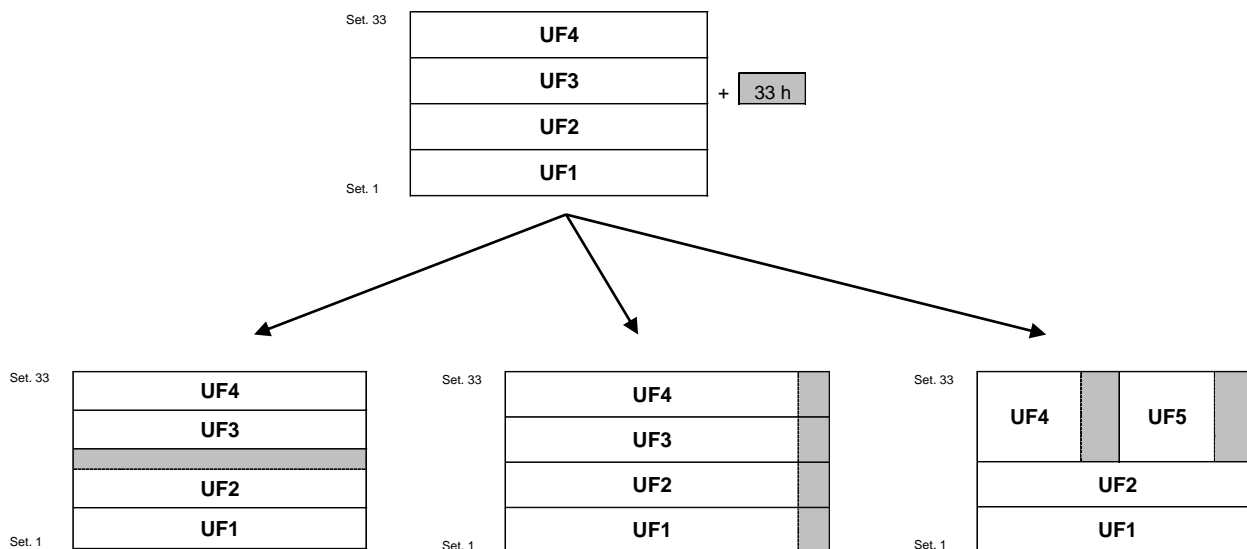 Set. 33
UF4
UF3
+ 33 h
UF2
UF1
Set. 1
Set. 33
UF4
UF3
UF2
UF1
Set. 1
Set. 33
UF4
UF3
UF2
UF1
Set. 1
Set. 33
UF4 UF5
UF2
UF1
Set. 1